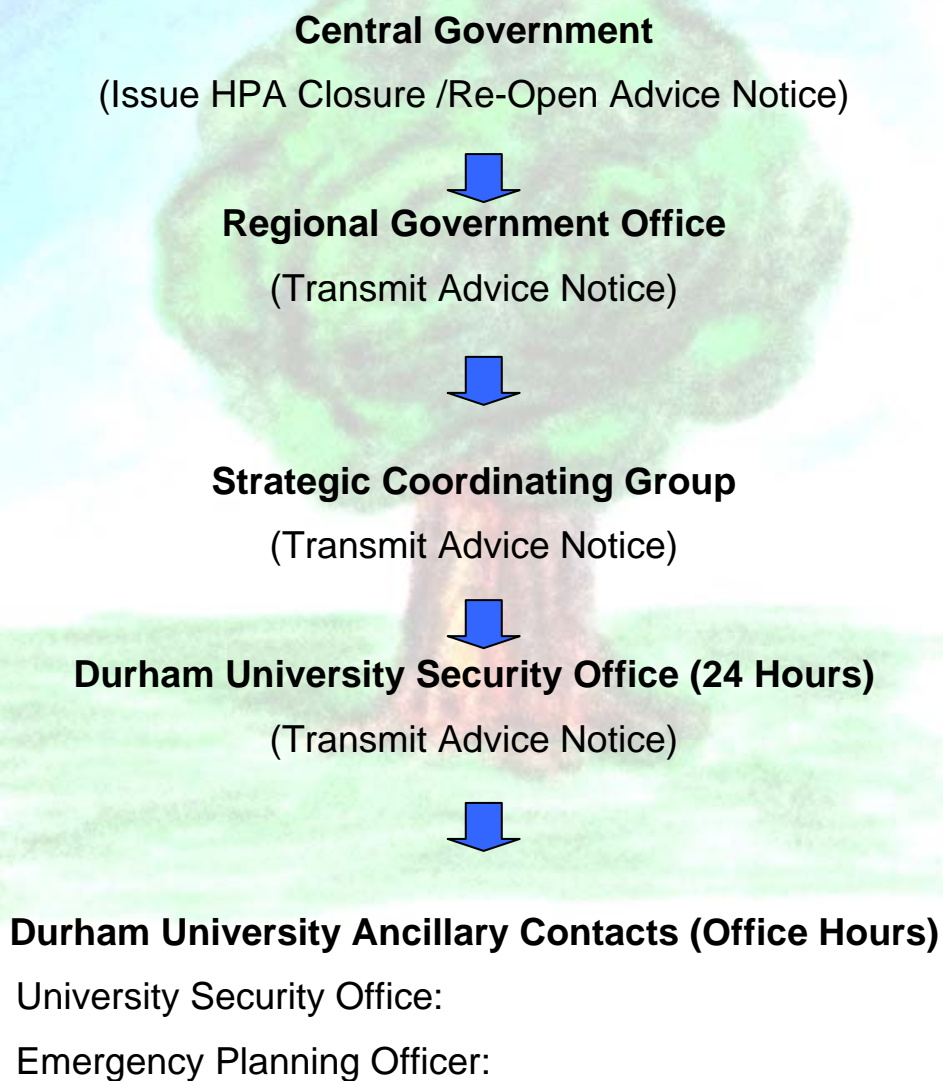 Central Government
(Issue HPA Closure /Re-Open Advice Notice)
Regional Government Office
(Transmit Advice Notice)
Strategic Coordinating Group
(Transmit Advice Notice)
Durham University Security Office (24 Hours)
(Transmit Advice Notice)
Durham University Ancillary Contacts (Office Hours)
University Security Office:
Emergency Planning Officer: